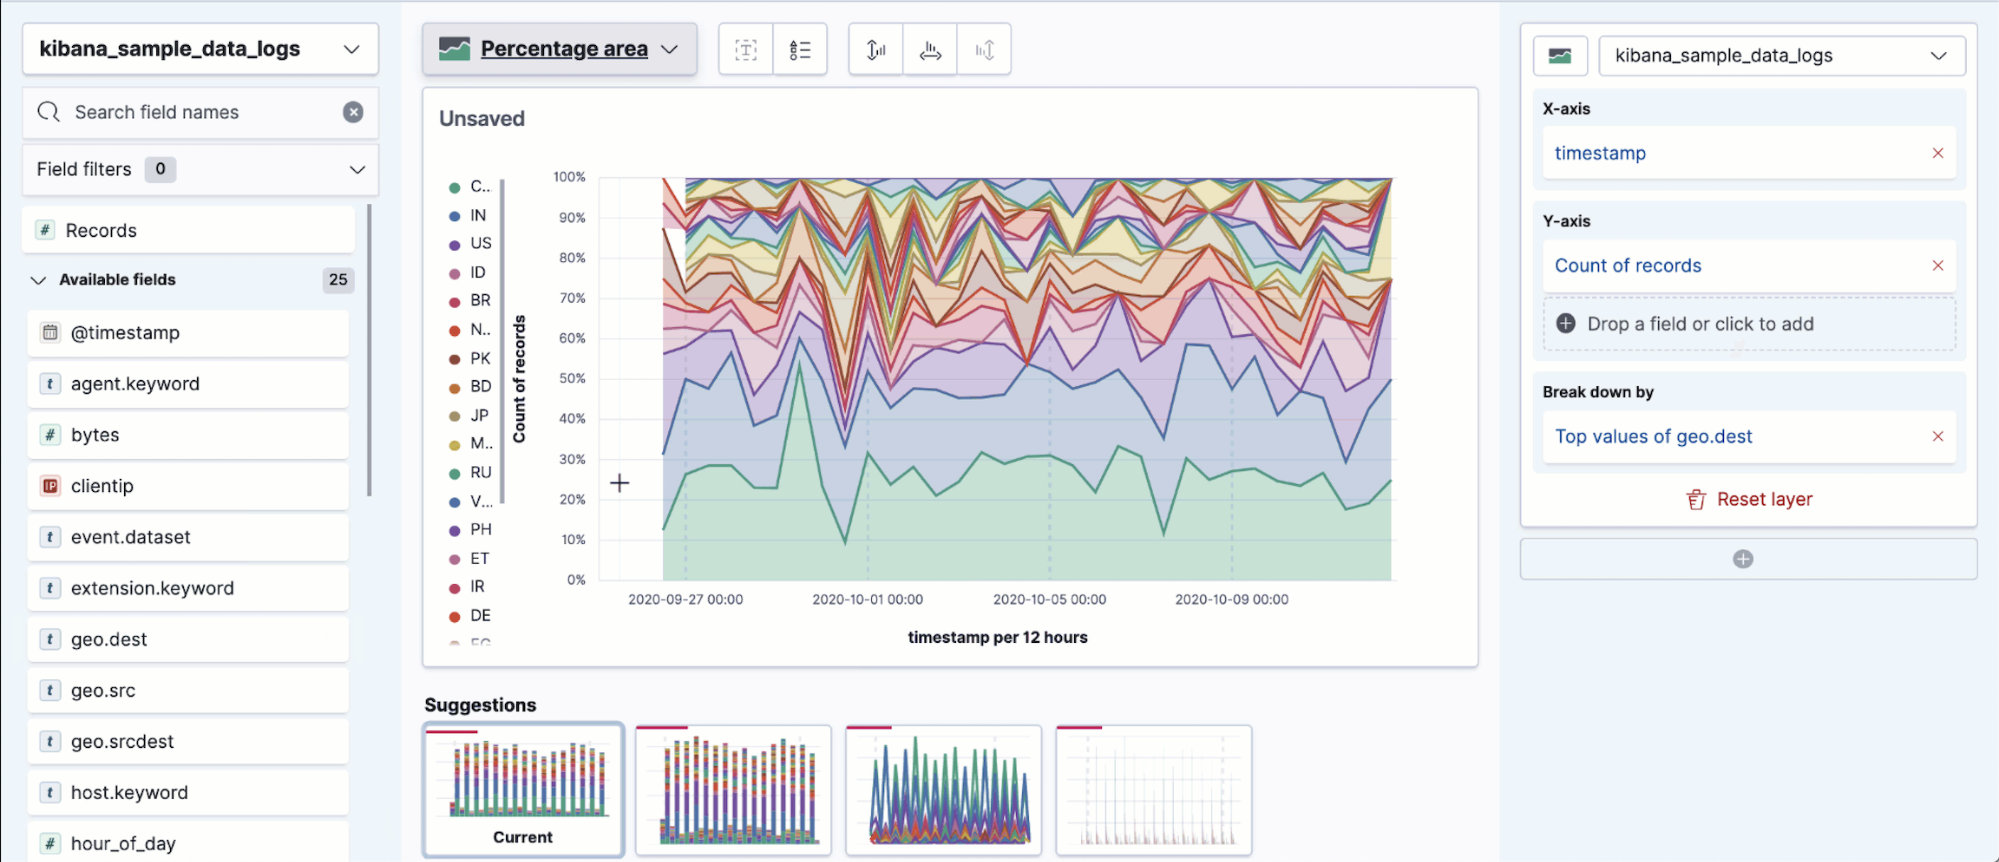 kibana_sample_data_logs
Search field names
Field filters 0
# Records
Available fields 25
@timestamp
t agent.keyword
# bytes
IP clientip
t event.dataset
t extension.keyword
t geo.dest
t geo.src
t geo.srcdest
t host.keyword
# hour_of_day
Percentage area
Unsaved
C..
IN
US
ID
BR
N..
PK
BD
JP
M..
RU
V...
PH
ET
IR
DE
EG
Count of records
100%
90%
80%
70%
60%
50%
40%
30%
20%
10%
0%
2020-09-27 00:00 2020-10-01 00:00 2020-10-05 00:00 2020-10-09 00:00
timestamp per 12 hours
Suggestions
Current
kibana_sample_data_logs
X-axis
timestamp
Y-axis
Count of records
Drop a field or click to add
Break down by
Top values of geo.dest
Reset layer